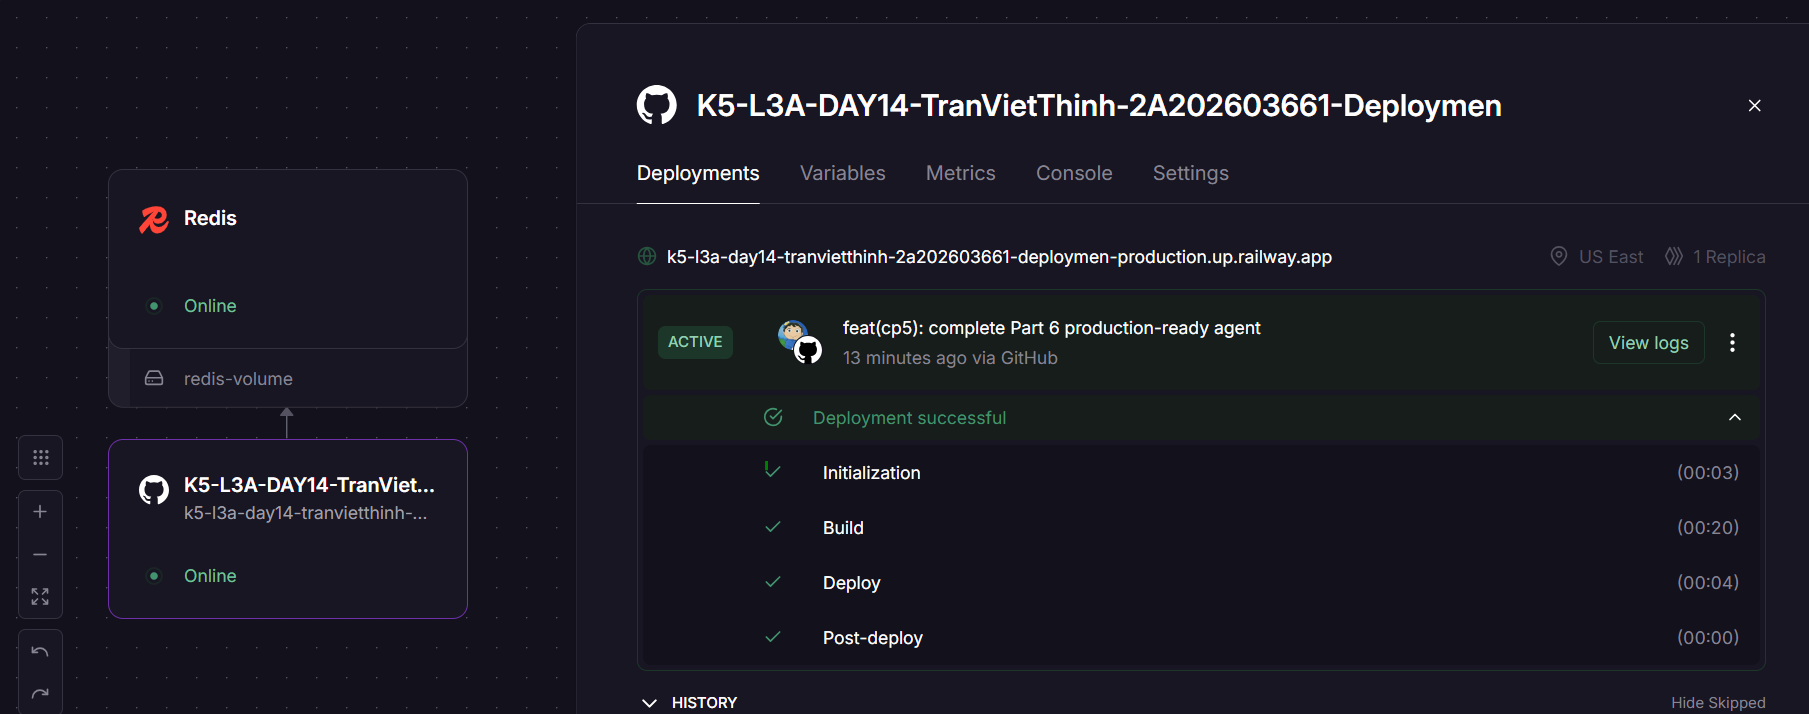 Redis
Online
redis-volume
K5-L3A-DAY14-TranViet...
k5-l3a-day14-tranvietthinh-...
Online
K5-L3A-DAY14-TranVietThinh-2A202603661-Deploymen
Deployments Variables Metrics Console Settings
k5-l3a-day14-tranvietthinh-2a202603661-deploymen-production.up.railway.app US East 1 Replica
ACTIVE
feat(cp5): complete Part 6 production-ready agent
13 minutes ago via GitHub
View logs
Deployment successful
Initialization (00:03)
Build (00:20)
Deploy (00:04)
Post-deploy (00:00)
HISTORY Hide Skipped